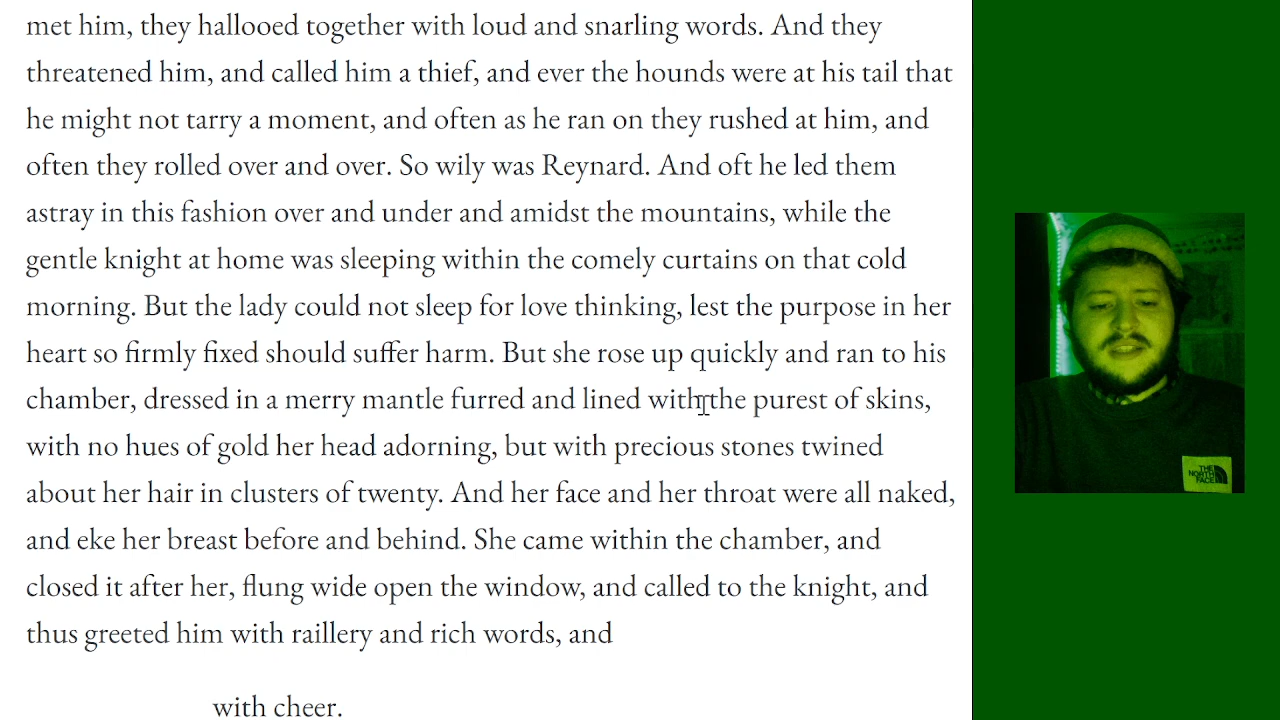 met him, they hallooed together with loud and snarling words. And they
threatened him, and called him a thief, and ever the hounds were at his tail that
he might not tarry a moment, and often as he ran on they rushed at him, and
often they rolled over and over. So wily was Reynard. And oft he led them
astray in this fashion over and under and amidst the mountains, while the
gentle knight at home was sleeping within the comely curtains on that cold
morning. But the lady could not sleep for love thinking, lest the purpose in her
heart so firmly fixed should suffer harm. But she rose up quickly and ran to his
chamber, dressed in a merry mantle furred and lined with the purest of skins,
with no hues of gold her head adorning, but with precious stones twined
about her hair in clusters of twenty. And her face and her throat were all naked,
and eke her breast before and behind. She came within the chamber, and
closed it after her, flung wide open the window, and called to the knight, and
thus greeted him with raillery and rich words, and
with cheer.
THE
NORTH
FACE